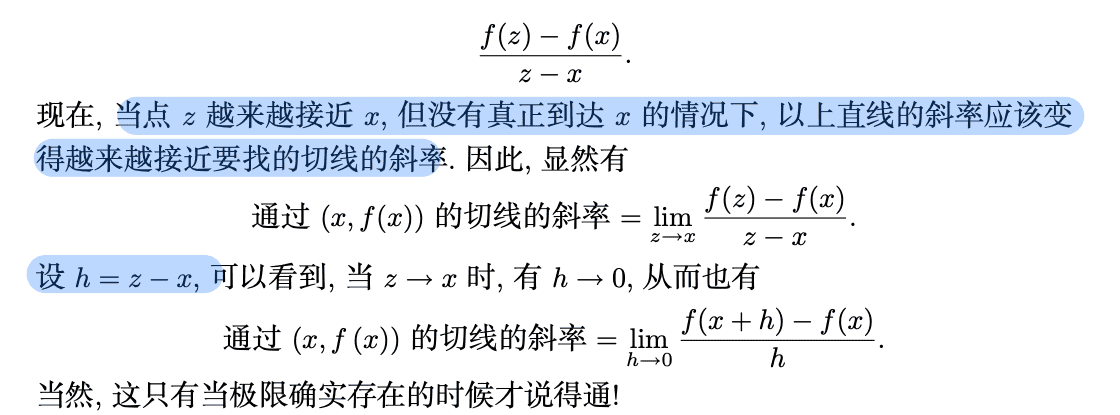 $$\frac{f(z) - f(x)}{z - x}.$$
现在, 当点 $z$ 越来越接近 $x$, 但没有真正到达 $x$ 的情况下, 以上直线的斜率应该变
得越来越接近要找的切线的斜率. 因此, 显然有
$$通过 (x, f(x)) 的切线的斜率 = \lim_{z \to x} \frac{f(z) - f(x)}{z - x}.$$
设 $h = z - x$, 可以看到, 当 $z \to x$ 时, 有 $h \to 0$, 从而也有
$$通过 (x, f(x)) 的切线的斜率 = \lim_{h \to 0} \frac{f(x + h) - f(x)}{h}.$$
当然, 这只有当极限确实存在的时候才说得通!